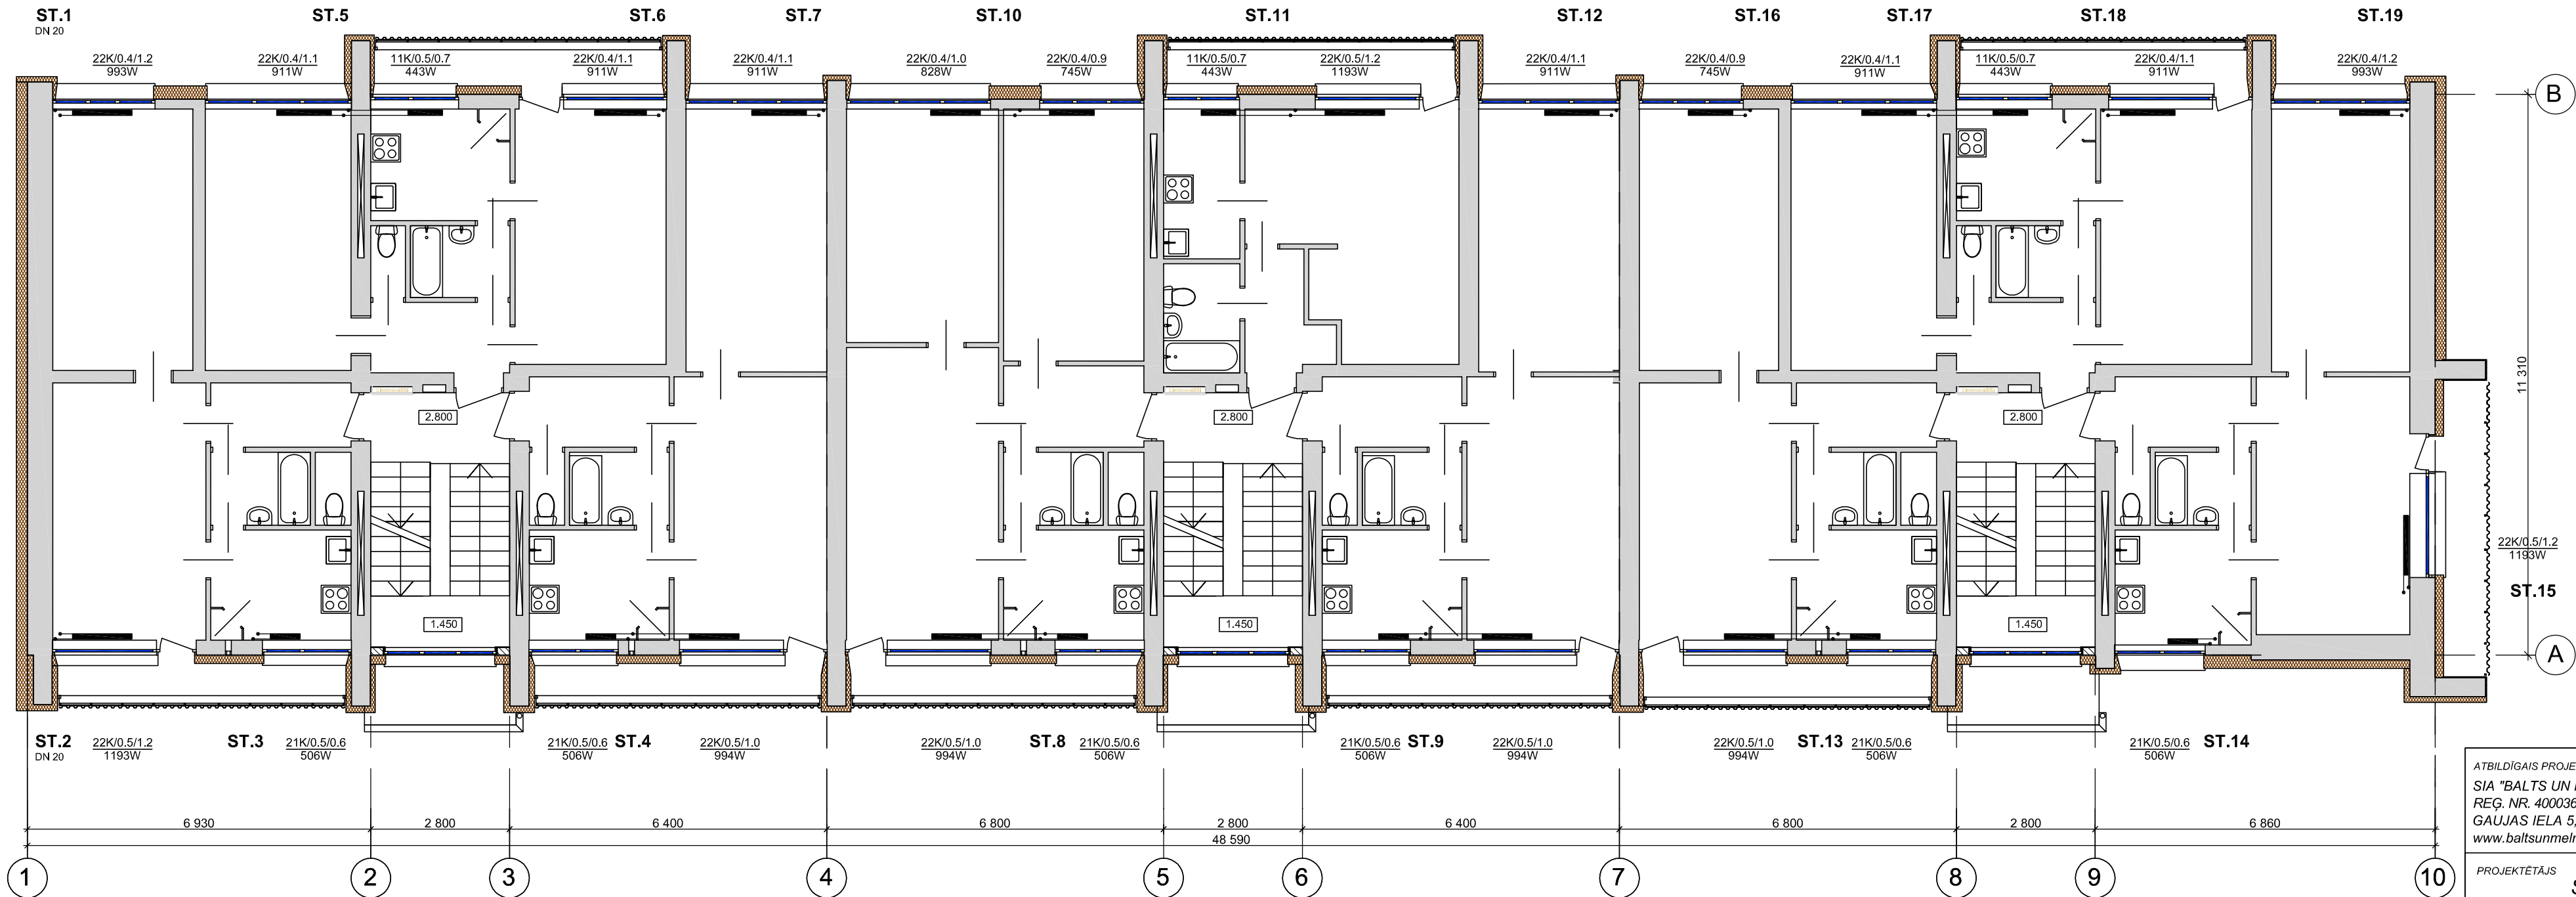 ST.1 ST.5 ST.6 ST.7 ST.10 ST.11 ST.12 ST.16 ST.17 ST.18 ST.19
DN 20
22K/0.4/1.2 22K/0.4/1.1 11K/0.5/0.7 22K/0.4/1.1 22K/0.4/1.1 22K/0.4/1.0 22K/0.4/0.9 11K/0.5/0.7 22K/0.5/1.2 22K/0.4/1.1 22K/0.4/0.9 22K/0.4/1.1 11K/0.5/0.7 22K/0.4/1.1 22K/0.4/1.2
993W 911W 443W 911W 911W 828W 745W 443W 1193W 911W 745W 911W 443W 911W 993W
B
11 310
2.800 2.800 2.800
22K/0.5/1.2
1193W
ST.15
1.450 1.450 1.450
A
ST.2 22K/0.5/1.2 ST.3 21K/0.5/0.6 21K/0.5/0.6 ST.4 22K/0.5/1.0 22K/0.5/1.0 ST.8 21K/0.5/0.6 21K/0.5/0.6 ST.9 22K/0.5/1.0 22K/0.5/1.0 ST.13 21K/0.5/0.6 21K/0.5/0.6 ST.14
DN 20 1193W 506W 506W 994W 994W 506W 506W 994W 994W 506W 506W
ATBILDĪGAIS PROJE
SIA "BALTS UN
REĢ. NR. 400036
GAUJAS IELA 5,
www.baltsunmeln
6 930 2 800 6 400 6 800 2 800 6 400 6 800 2 800 6 860
48 590
1 2 3 4 5 6 7 8 9 10
PROJEKTĒTĀJS
S